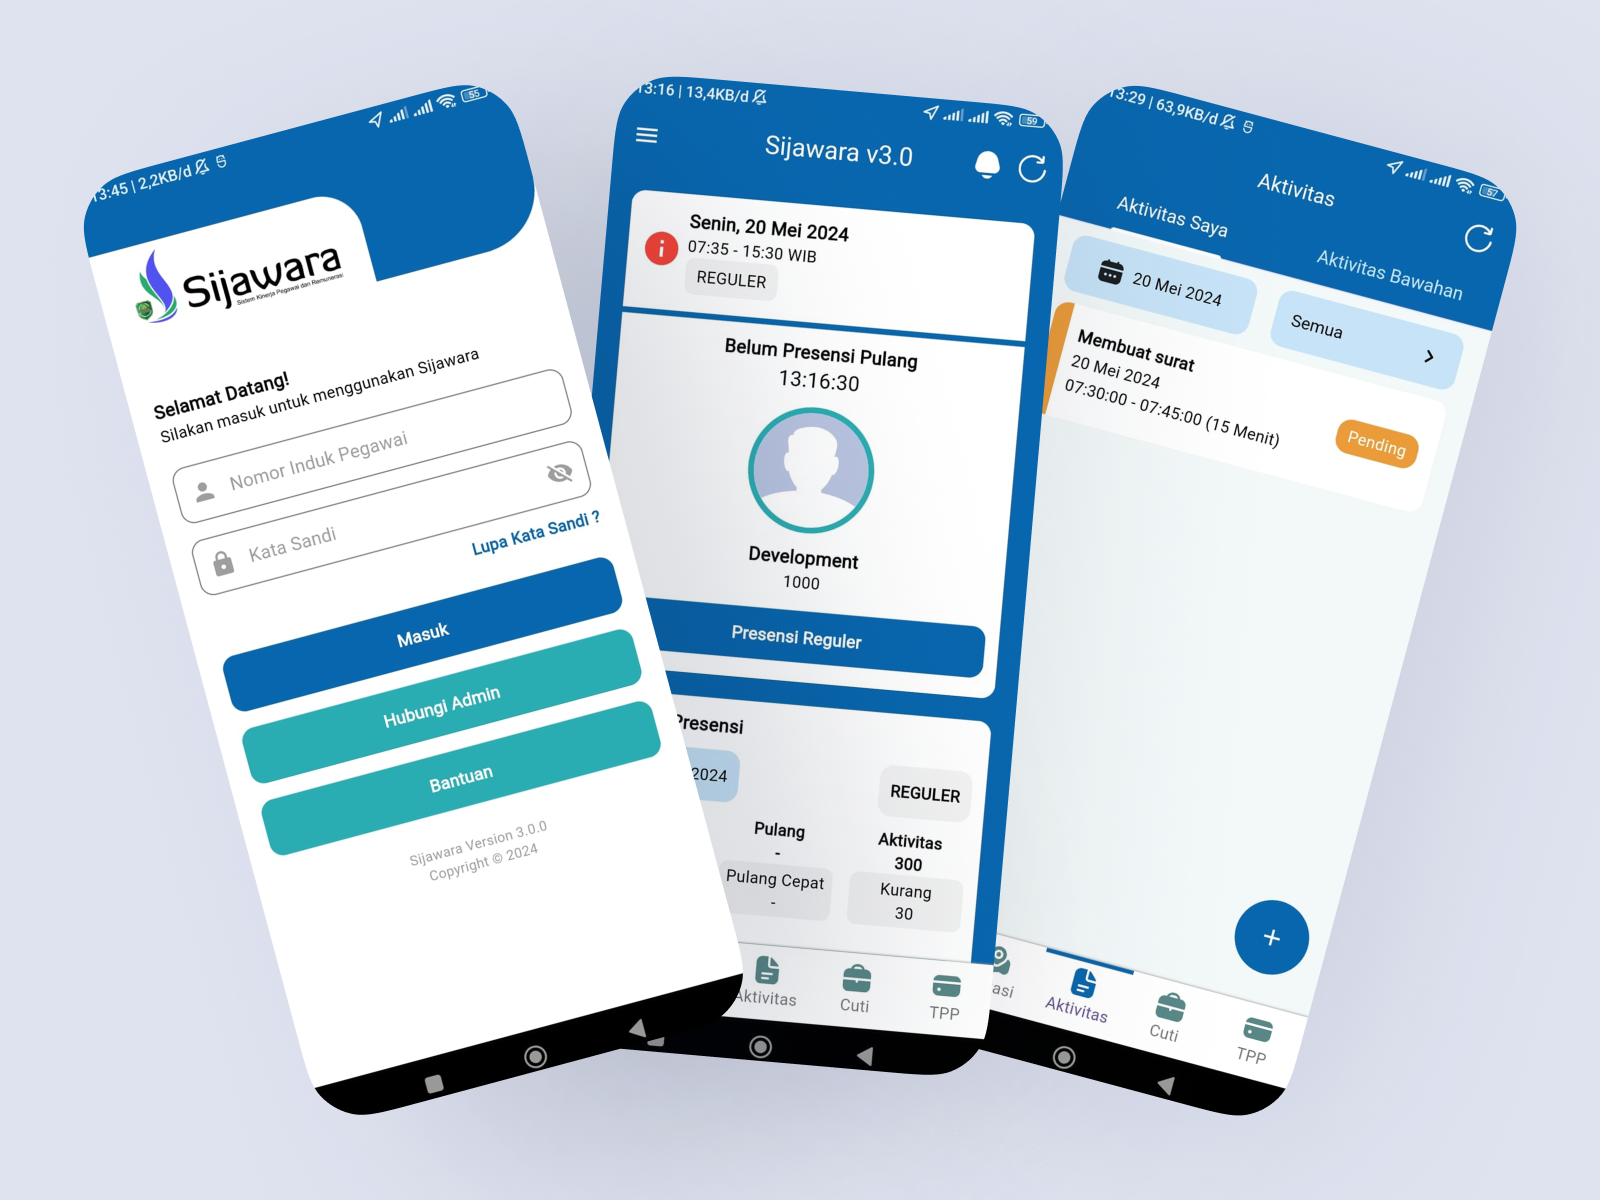 13:45 | 2,2KB/d
55
Sijawara
Sistem Kinerja Pegawai dan Remunerasi
Selamat Datang!
Silakan masuk untuk menggunakan Sijawara
Nomor Induk Pegawai
Kata Sandi
Lupa Kata Sandi ?
Masuk
Hubungi Admin
Bantuan
Sijawara Version 3.0.0
Copyright © 2024
13:16 | 13,4KB/d
59
Sijawara v3.0
Senin, 20 Mei 2024
07:35 - 15:30 WIB
REGULER
Belum Presensi Pulang
13:16:30
Development
1000
Presensi Reguler
Presensi
2024
REGULER
Pulang
-
Pulang Cepat
-
Aktivitas
300
Kurang
30
Aktivitas
Cuti
TPP
13:29 | 63,9KB/d
57
Aktivitas
Aktivitas Saya
Aktivitas Bawahan
20 Mei 2024
Semua
Membuat surat
20 Mei 2024
07:30:00 - 07:45:00 (15 Menit)
Pending
+
asi
Aktivitas
Cuti
TPP